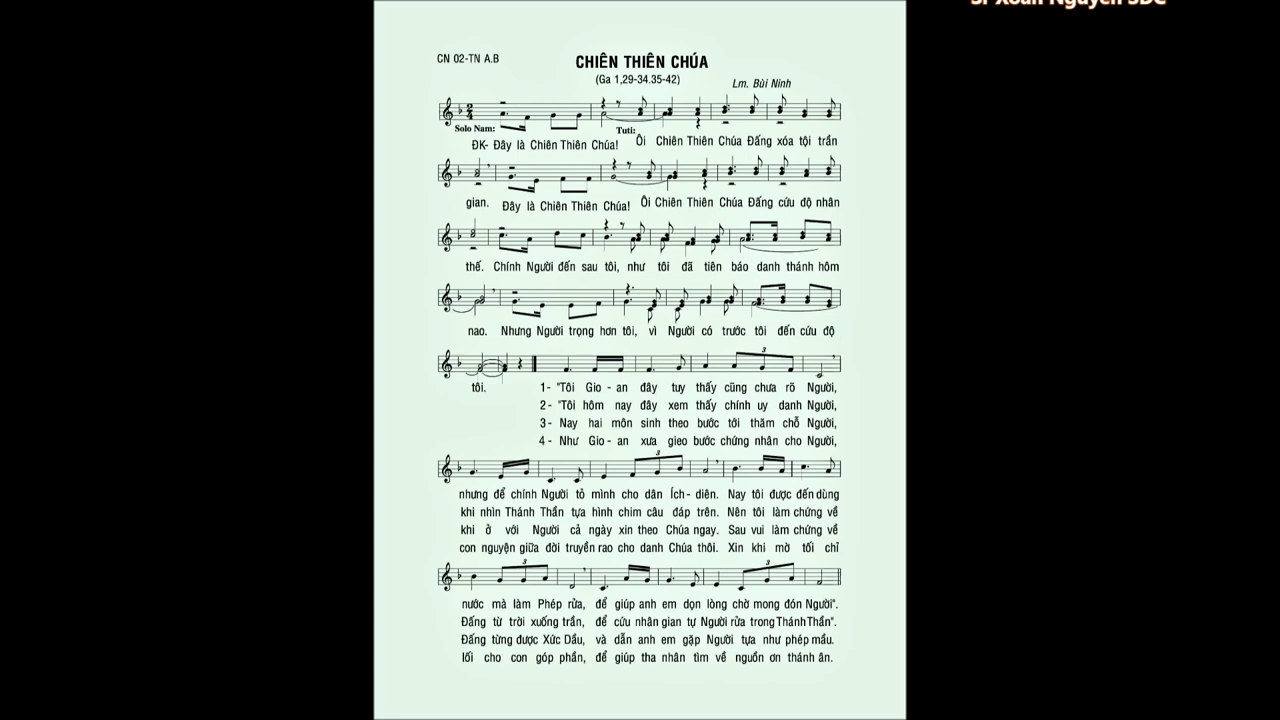 Sr Xoan Nguyen SDC
CN 02-TN A.B
CHIÊN THIÊN CHÚA
(Ga 1,29-34.35-42)
Lm. Bùi Ninh
Solo Nam: Tuti:
ĐK- Đây là Chiên Thiên Chúa! Ôi Chiên Thiên Chúa Đấng xóa tội trần
gian. Đây là Chiên Thiên Chúa! Ôi Chiên Thiên Chúa Đấng cứu độ nhân
thế. Chính Người đến sau tôi, như tôi đã tiên báo danh thánh hôm
nao. Nhưng Người trọng hơn tôi, vì Người có trước tôi đến cứu độ
3
tôi. 1- "Tôi Gio - an đây tuy thấy cũng chưa rõ Người,
2- "Tôi hôm nay đây xem thấy chính uy danh Người,
3- Nay hai môn sinh theo bước tới thăm chỗ Người,
4- Như Gio - an xưa gieo bước chứng nhân cho Người,
3
nhưng để chính Người tỏ mình cho dân Ích - diên. Nay tôi được đến dùng
khi nhìn Thánh Thần tựa hình chim câu đáp trên. Nên tôi làm chứng về
khi ở với Người cả ngày xin theo Chúa ngay. Sau vui làm chứng về
con nguyện giữa đời truyền rao cho danh Chúa thôi. Xin khi mờ tối chỉ
3 3
nước mà làm Phép rửa, để giúp anh em dọn lòng chờ mong đón Người".
Đấng từ trời xuống trần, để cứu nhân gian tự Người rửa trong Thánh Thần".
Đấng từng được Xức Dầu, và dẫn anh em gặp Người tựa như phép mầu.
lối cho con góp phần, để giúp tha nhân tìm về nguồn ơn thánh ân.